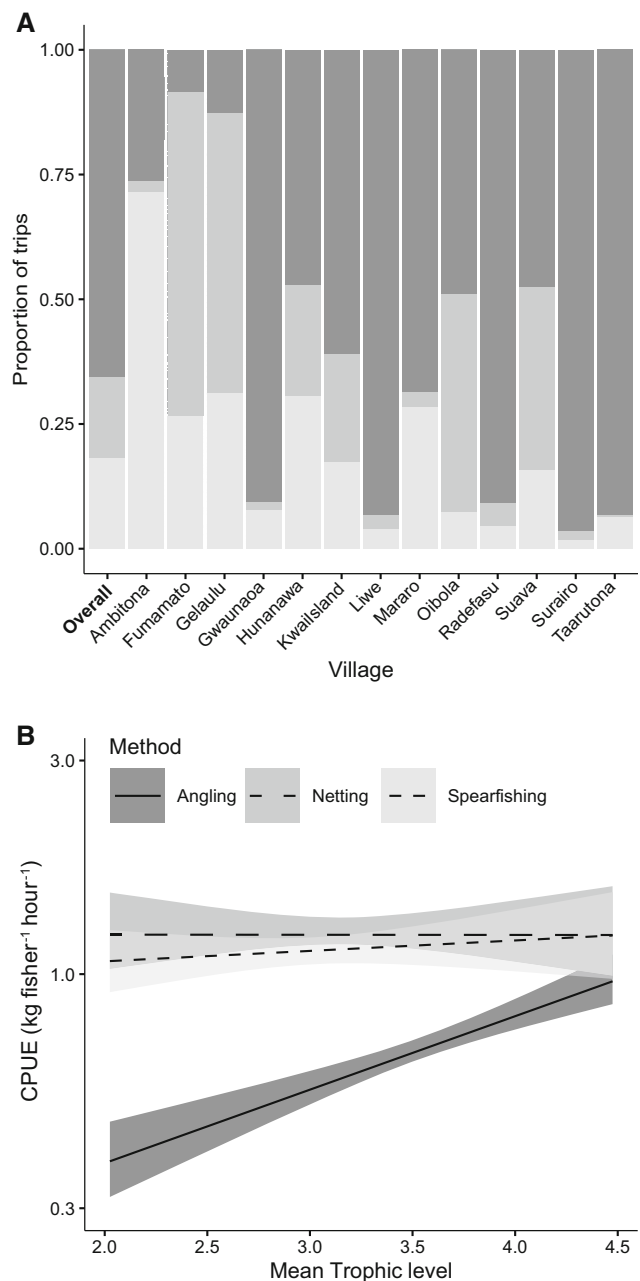 A
1.00
0.75
0.50
0.25
0.00
Proportion of trips
Overall
Ambitona
Fumamato
Gelaulu
Gwaunaoa
Hunanawa
KwaiIsland
Liwe
Mararo
Oibola
Radefasu
Suava
Surairo
Taarutona
Village
B
Method
Angling
Netting
Spearfishing
3.0
1.0
0.3
CPUE (kg fisher⁻¹ hour⁻¹)
2.0
2.5
3.0
3.5
4.0
4.5
Mean Trophic level